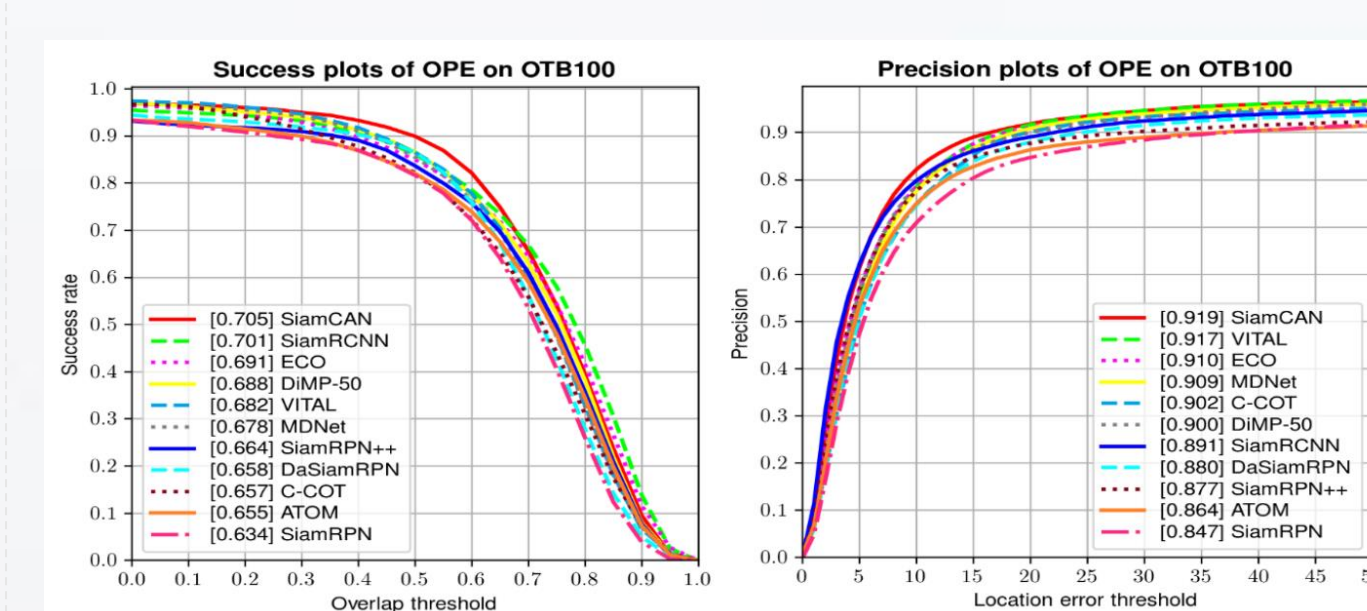 Success plots of OPE on OTB100
1.0
0.9
0.8
0.7
0.6
0.5
0.4
0.3
0.2
0.1
0.0
Success rate
[0.705] SiamCAN
[0.701] SiamRCNN
[0.691] ECO
[0.688] DiMP-50
[0.682] VITAL
[0.678] MDNet
[0.664] SiamRPN++
[0.658] DaSiamRPN
[0.657] C-COT
[0.655] ATOM
[0.634] SiamRPN
0.0 0.1 0.2 0.3 0.4 0.5 0.6 0.7 0.8 0.9 1.0
Overlap threshold
Precision plots of OPE on OTB100
0.9
0.8
0.7
0.6
0.5
0.4
0.3
0.2
0.1
0.0
Precision
[0.919] SiamCAN
[0.917] VITAL
[0.910] ECO
[0.909] MDNet
[0.902] C-COT
[0.900] DiMP-50
[0.891] SiamRCNN
[0.880] DaSiamRPN
[0.877] SiamRPN++
[0.864] ATOM
[0.847] SiamRPN
0 5 10 15 20 25 30 35 40 45
Location error threshold